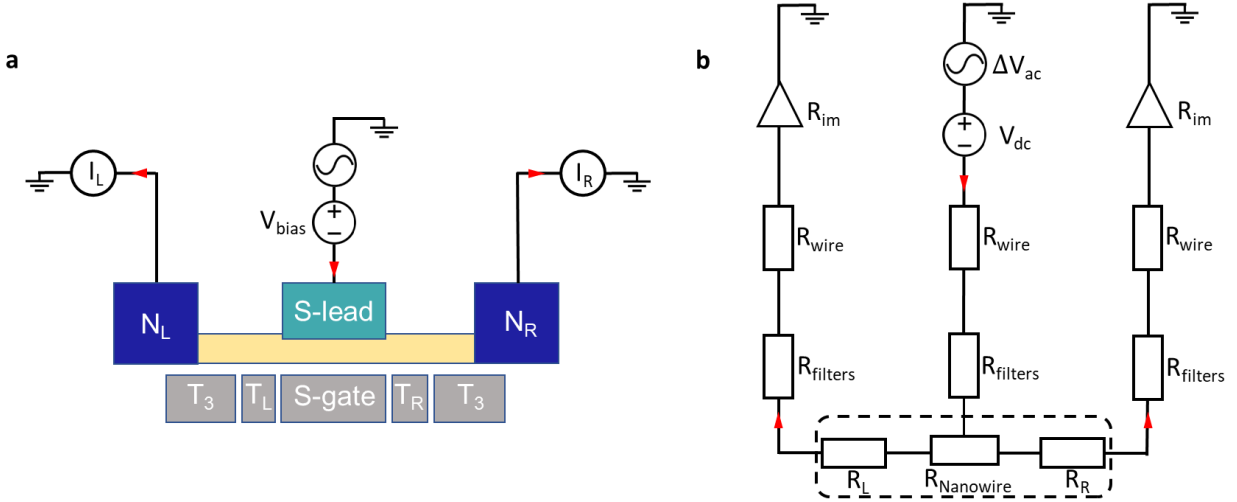 a
I_L
V_bias
+
−
I_R
N_L
S-lead
N_R
T_3 T_L S-gate T_R T_3
b
ΔV_ac
R_im
+
−
V_dc
R_im
R_wire
R_wire
R_wire
R_filters
R_filters
R_filters
R_L
R_Nanowire
R_R